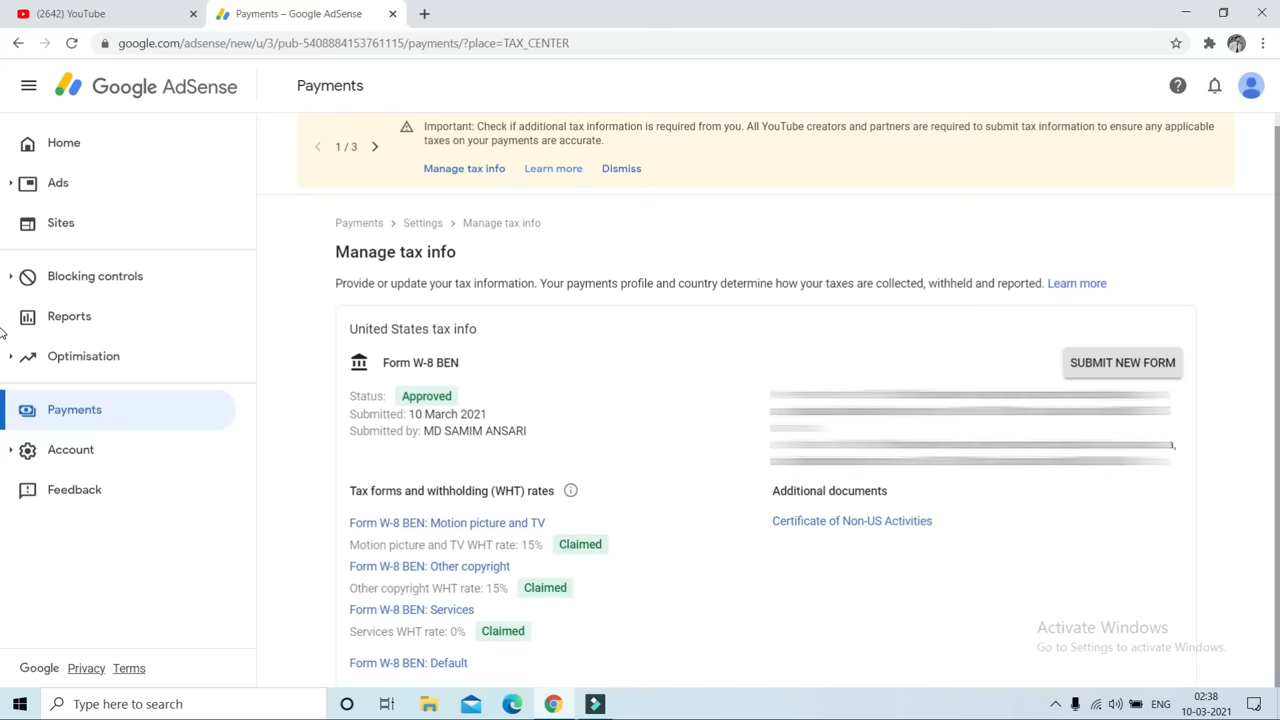 (2642) YouTube
Payments – Google AdSense
google.com/adsense/new/u/3/pub-5408884153761115/payments/?place=TAX_CENTER
Google AdSense
Payments
Home
Ads
Sites
Blocking controls
Reports
Optimisation
Payments
Account
Feedback
Google Privacy Terms
1 / 3
Important: Check if additional tax information is required from you. All YouTube creators and partners are required to submit tax information to ensure any applicable
taxes on your payments are accurate.
Manage tax info Learn more Dismiss
Payments > Settings > Manage tax info
Manage tax info
Provide or update your tax information. Your payments profile and country determine how your taxes are collected, withheld and reported. Learn more
United States tax info
Form W-8 BEN
SUBMIT NEW FORM
Status: Approved
Submitted: 10 March 2021
Submitted by: MD SAMIM ANSARI
Tax forms and withholding (WHT) rates
Form W-8 BEN: Motion picture and TV
Motion picture and TV WHT rate: 15% Claimed
Form W-8 BEN: Other copyright
Other copyright WHT rate: 15% Claimed
Form W-8 BEN: Services
Services WHT rate: 0% Claimed
Form W-8 BEN: Default
Additional documents
Certificate of Non-US Activities
Activate Windows
Go to Settings to activate Windows.
Type here to search
ENG
02:38
10-03-2021